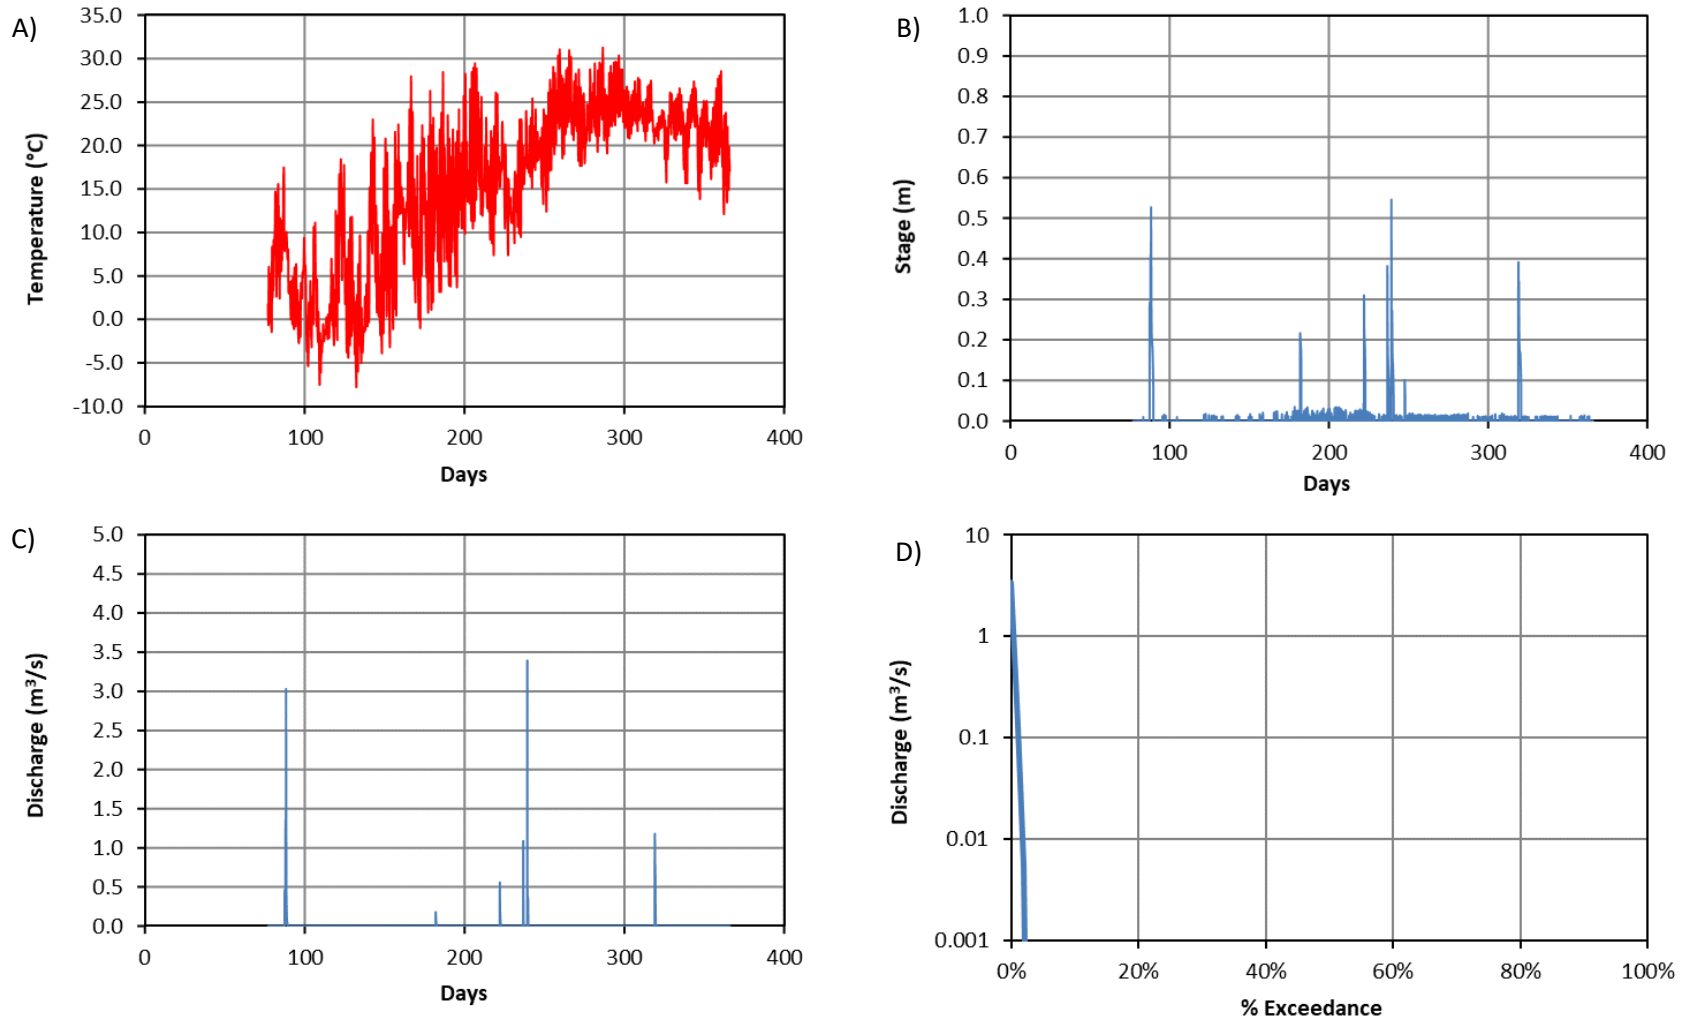 A)
35.0
30.0
25.0
20.0
15.0
10.0
5.0
0.0
-5.0
-10.0
0 100 200 300 400
Days
Temperature (°C)
B)
1.0
0.9
0.8
0.7
0.6
0.5
0.4
0.3
0.2
0.1
0.0
0 100 200 300 400
Days
Stage (m)
C)
5.0
4.5
4.0
3.5
3.0
2.5
2.0
1.5
1.0
0.5
0.0
0 100 200 300 400
Days
Discharge (m³/s)
D)
10
1
0.1
0.01
0.001
0% 20% 40% 60% 80% 100%
% Exceedance
Discharge (m³/s)